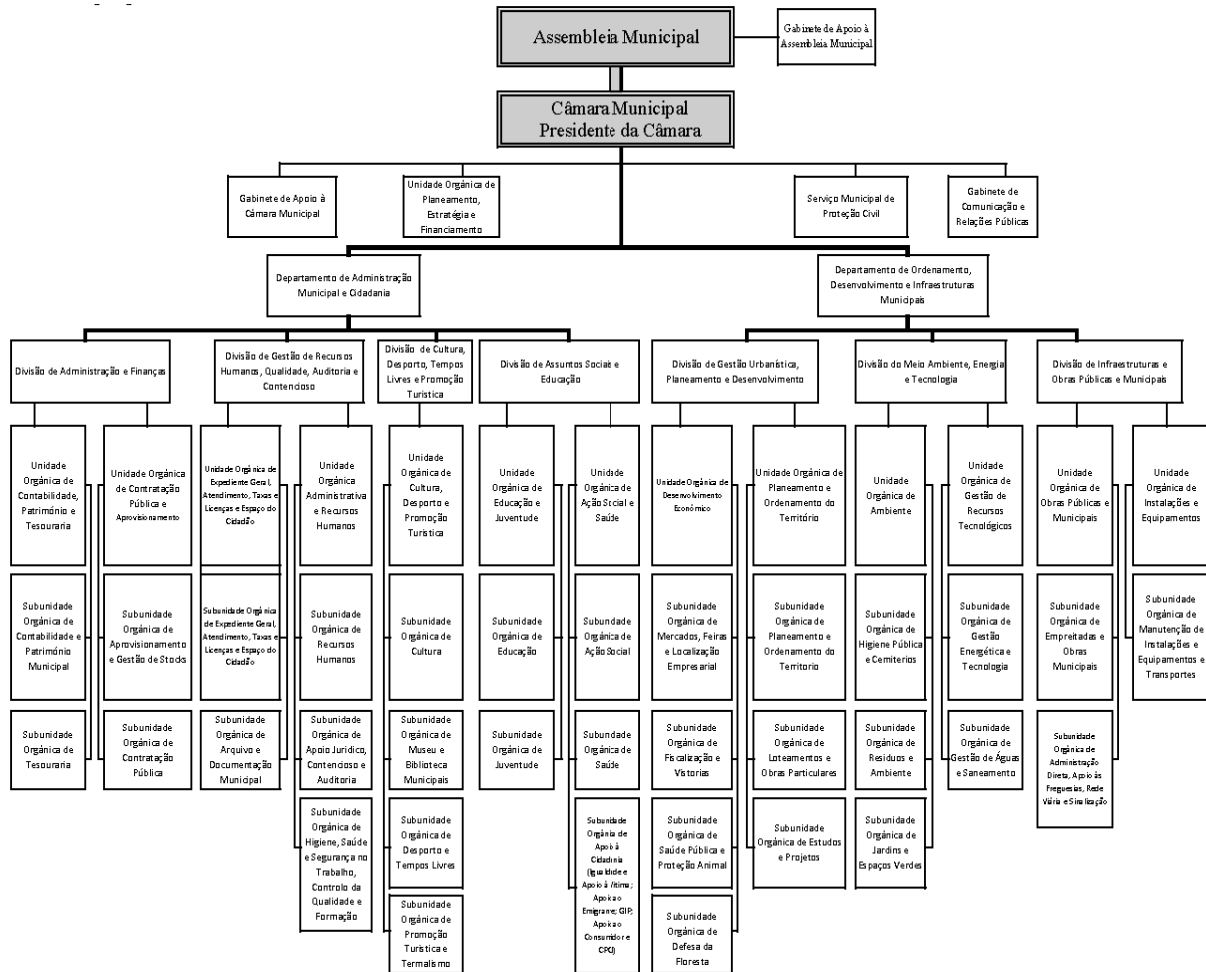 Assembleia Municipal
Gabinete de Apoio à
Assembleia Municipal
Câmara Municipal
Presidente da Câmara
Gabinete de Apoio à
Câmara Municipal
Unidade Orgânica de
Planeamento,
Estratégia e
Financiamento
Serviço Municipal de
Proteção Civil
Gabinete de
Comunicação e
Relações Públicas
Departamento de Administração
Municipal e Cidadania
Departamento de Ordenamento,
Desenvolvimento e Infraestruturas
Municipais
Divisão de Administração e Finanças
Divisão de Gestão de Recursos
Humanos, Qualidade, Auditoria e
Contencioso
Divisão de Cultura,
Desporto, Tempos
Livres e Promoção
Turistica
Divisão de Assuntos Sociais e
Educação
Divisão de Gestão Urbanística,
Planeamento e Desenvolvimento
Divisão do Meio Ambiente, Energia
e Tecnologia
Divisão de Infraestruturas e
Obras Públicas e Municipais
Unidade
Orgânica de
Contabilidade,
Património e
Tesouraria
Unidade Orgânica
de Contratação
Pública e
Aprovisionamento
Unidade Orgânica de
Expediente Geral,
Atendimento, Taxas e
Licenças e Espaço do
Cidadão
Unidade
Orgânica
Administrativa
e Recursos
Humanos
Unidade
Orgânica de
Cultura,
Desporto e
Promoção
Turistica
Unidade
Orgânica de
Educação e
Juventude
Unidade
Orgânica de
Ação Social e
Saúde
Unidade Orgânica de
Desenvolvimento
Económico
Unidade Orgânica de
Planeamento e
Ordenamento do
Território
Unidade
Orgânica de
Ambiente
Unidade
Orgânica de
Gestão de
Recursos
Tecnológicos
Unidade
Orgânica de
Obras Públicas e
Municipais
Unidade
Orgânica de
Instalações e
Equipamentos
Subunidade
Orgânica de
Contabilidade e
Património
Municipal
Subunidade
Orgânica de
Aprovisionamento
e Gestão de Stocks
Subunidade Orgânica
de Expediente Geral,
Atendimento, Taxas e
Licenças e Espaço do
Cidadão
Subunidade
Orgânica de
Recursos
Humanos
Subunidade
Orgânica de
Cultura
Subunidade
Orgânica de
Educação
Subunidade
Orgânica de
Ação Social
Subunidade
Orgânica de
Mercados, Feiras
e Localização
Empresarial
Subunidade
Orgânica de
Planeamento e
Ordenamento do
Territorio
Subunidade
Orgânica de
Higiene Pública
e Cemiterios
Subunidade
Orgânica de
Gestão
Energética e
Tecnologia
Subunidade
Orgânica de
Empreitadas e
Obras
Municipais
Subunidade
Orgânica de
Manutenção de
Instalações e
Equipamentos e
Transportes
Subunidade
Orgânica de
Tesouraria
Subunidade
Orgânica de
Contratação
Pública
Subunidade
Orgânica de
Arquivo e
Documentação
Municipal
Subunidade
Orgânica de
Apoio Juridico,
Contencioso e
Auditoria
Subunidade
Orgânica de
Museu e
Biblioteca
Municipais
Subunidade
Orgânica de
Juventude
Subunidade
Orgânica de
Saúde
Subunidade
Orgânica de
Fiscalização e
Vistorias
Subunidade
Orgânica de
Loteamentos e
Obras Particulares
Subunidade
Orgânica de
Residuos e
Ambiente
Subunidade
Orgânica de
Gestão de Águas
e Saneamento
Subunidade
Orgânica de
Administração
Direta, Apoio às
Freguesias, Rede
Viária e Sinalização
Subunidade
Orgânica de
Higiene, Saúde
e Segurança no
Trabalho,
Controlo da
Qualidade e
Formação
Subunidade
Orgânica de
Desporto e
Tempos Livres
Subunidade
Orgânica de
Apoio à
Cidadania
(Igualdade e
Apoio à Vítima;
Apoio ao
Emigrante; GIP;
Apoio ao
Consumidor e
CPCJ)
Subunidade
Orgânica de
Saúde Pública e
Proteção Animal
Subunidade
Orgânica de Estudos
e Projetos
Subunidade
Orgânica de
Jardins e
Espaços Verdes
Subunidade
Orgânica de
Promoção
Turística e
Termalismo
Subunidade
Orgânica de
Defesa da
Floresta